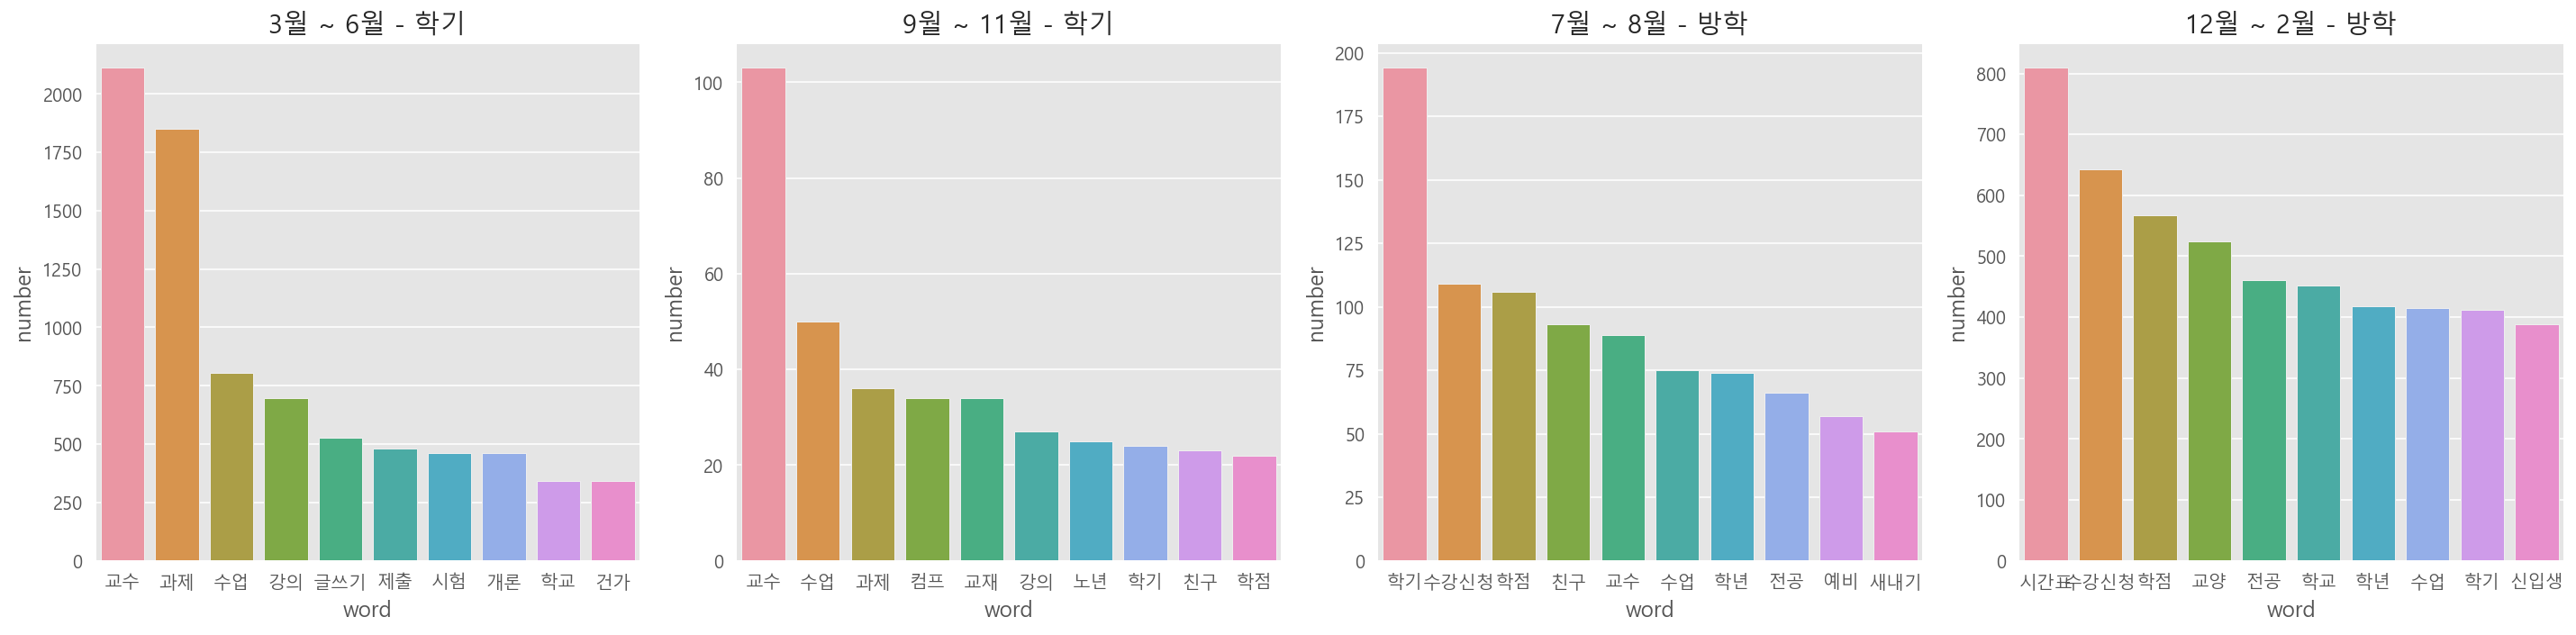 3월 ~ 6월 - 학기
number
2000
1750
1500
1250
1000
750
500
250
0
교수 과제 수업 강의 글쓰기 제출 시험 개론 학교 건가
word
9월 ~ 11월 - 학기
number
100
80
60
40
20
0
교수 수업 과제 컴프 교재 강의 노년 학기 친구 학점
word
7월 ~ 8월 - 방학
number
200
175
150
125
100
75
50
25
0
학기 수강신청 학점 친구 교수 수업 학년 전공 예비 새내기
word
12월 ~ 2월 - 방학
number
800
700
600
500
400
300
200
100
0
시간표 수강신청 학점 교양 전공 학교 학년 수업 학기 신입생
word